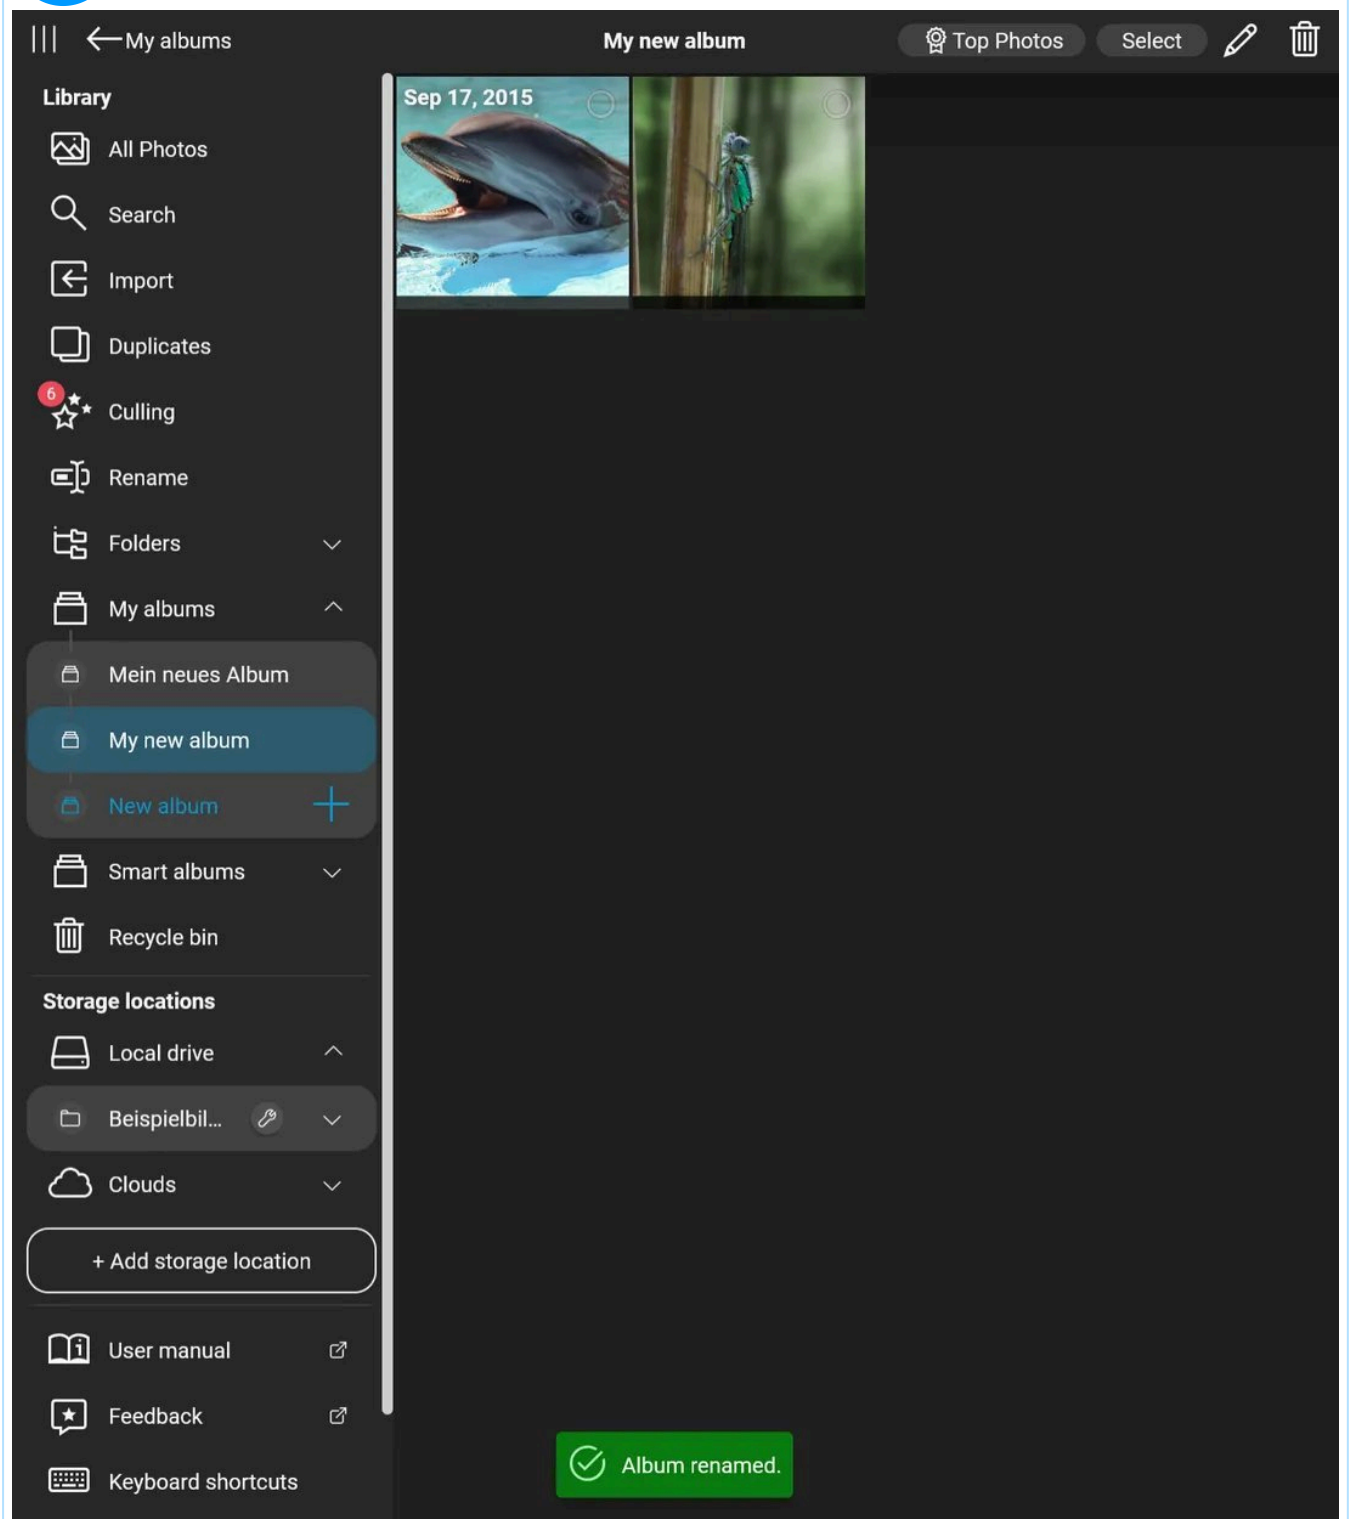 My albums
My new album
Top Photos
Select
Library
All Photos
Search
Import
Duplicates
6
Culling
Rename
Folders
My albums
Mein neues Album
My new album
New album
Smart albums
Recycle bin
Storage locations
Local drive
Beispielbil...
Clouds
+ Add storage location
User manual
Feedback
Keyboard shortcuts
Sep 17, 2015
Album renamed.